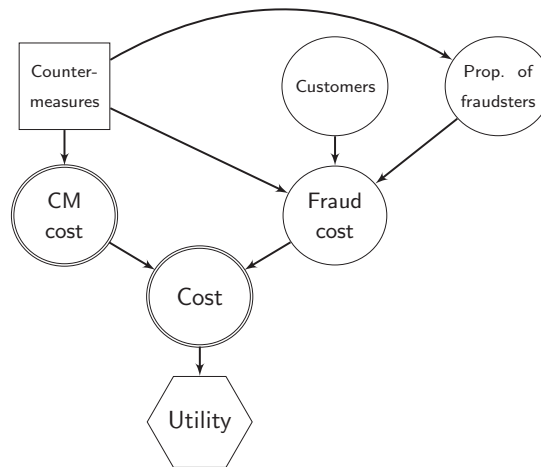 Counter-
measures
Customers
Prop. of
fraudsters
CM
cost
Fraud
cost
Cost
Utility